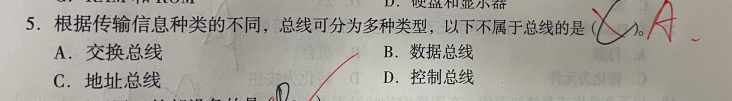 D. 硬盘和显示器
5. 根据传输信息种类的不同，总线可分为多种类型，以下不属于总线的是（C）。A.
A. 交换总线 B. 数据总线
C. 地址总线 D. 控制总线